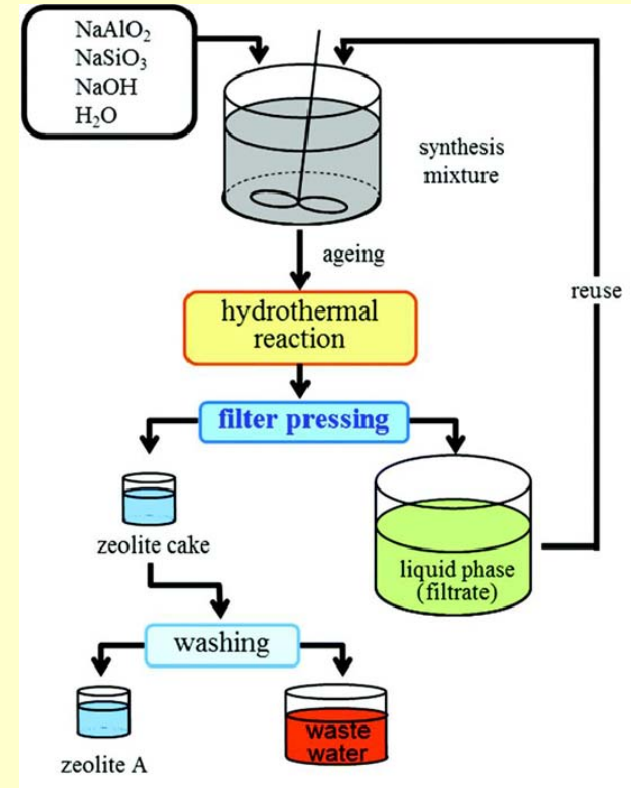 NaAlO₂
NaSiO₃
NaOH
H₂O
synthesis
mixture
ageing
reuse
hydrothermal
reaction
filter pressing
zeolite cake
liquid phase
(filtrate)
washing
zeolite A
waste
water